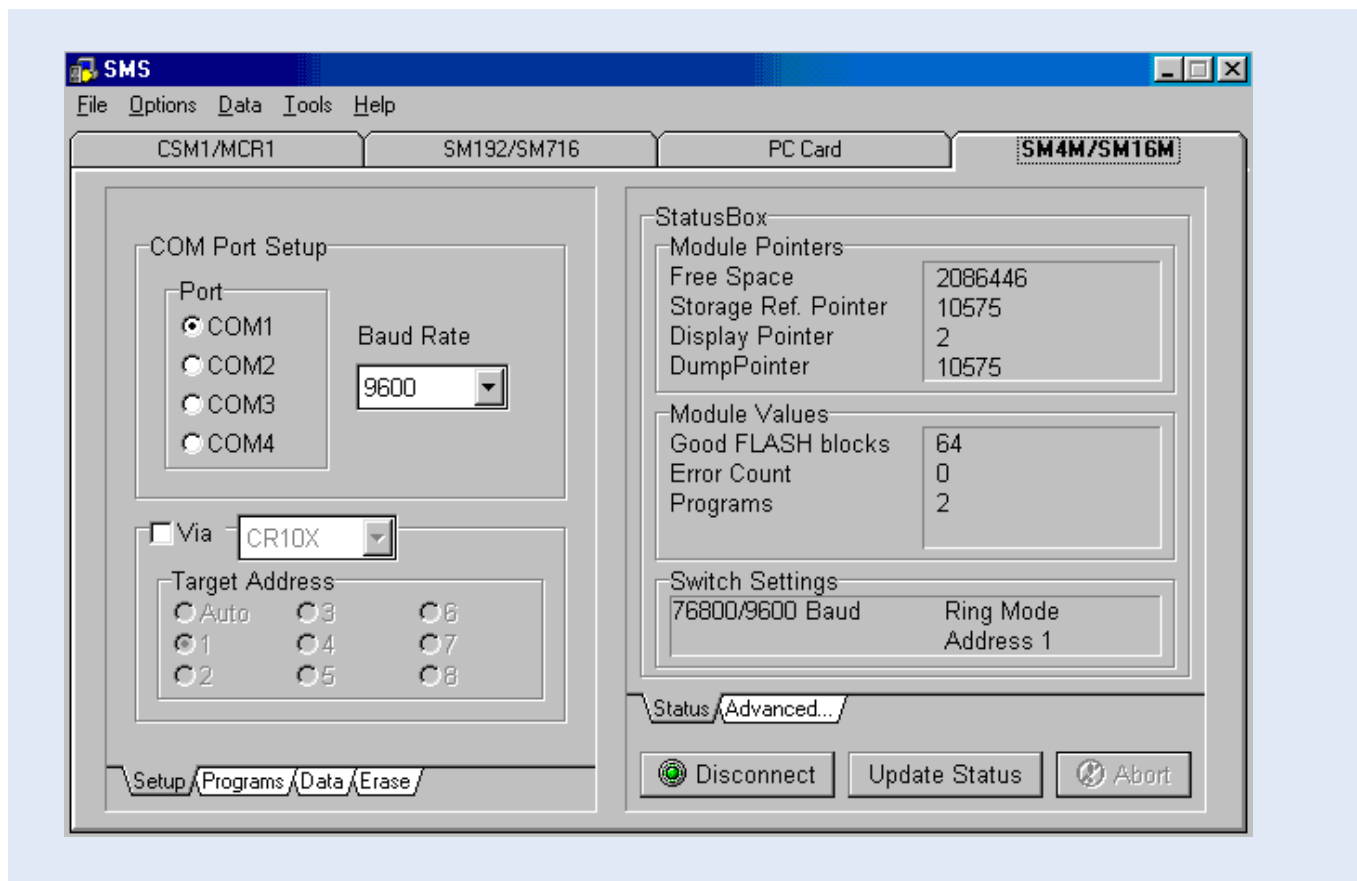 SMS
File Options Data Tools Help
CSM1/MCR1 SM192/SM716 PC Card SM4M/SM16M
COM Port Setup
Port
COM1
COM2
COM3
COM4
Baud Rate
9600
Via CR10X
Target Address
Auto 3 6
1 4 7
2 5 8
Setup Programs Data Erase
StatusBox
Module Pointers
Free Space 2086446
Storage Ref. Pointer 10575
Display Pointer 2
DumpPointer 10575
Module Values
Good FLASH blocks 64
Error Count 0
Programs 2
Switch Settings
76800/9600 Baud Ring Mode
Address 1
Status Advanced...
Disconnect Update Status Abort